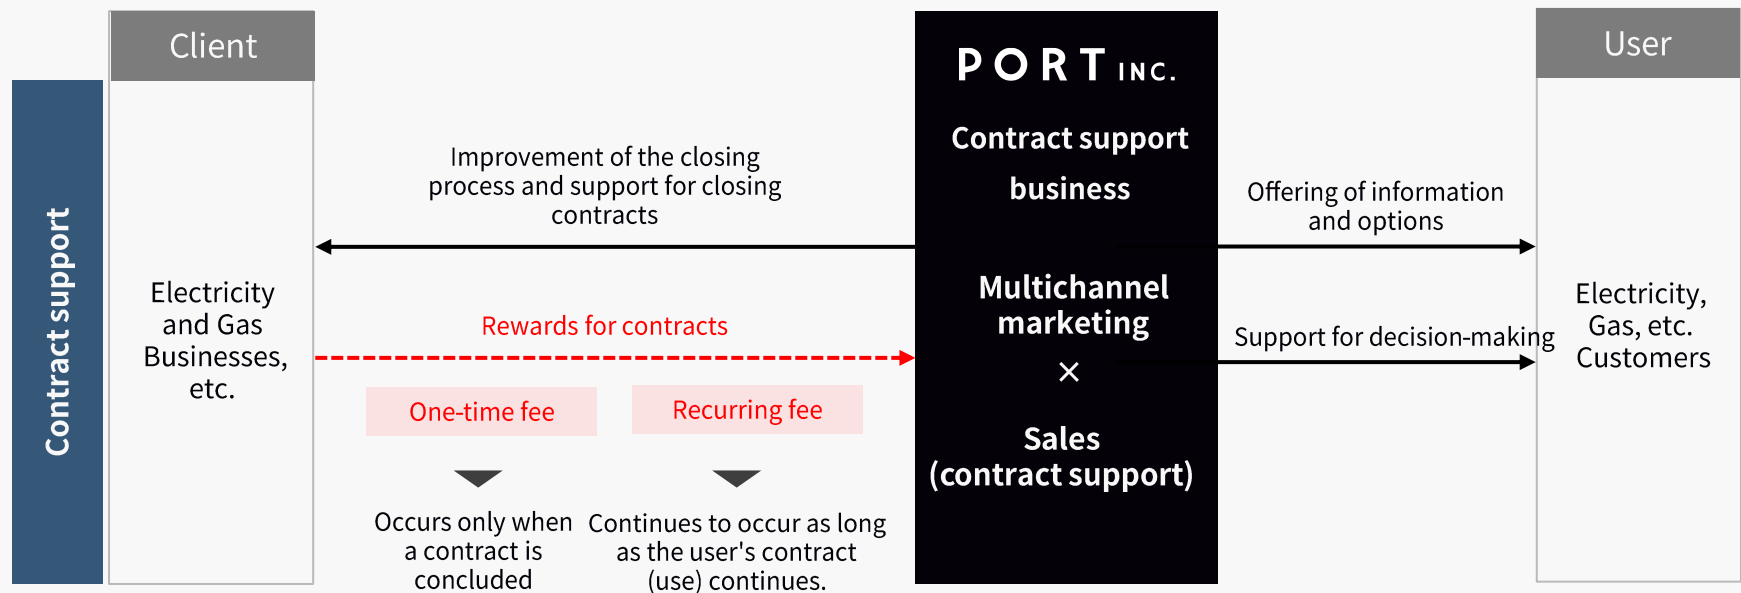 Client
PORT INC.
User
Contract support
Contract support
business
Improvement of the closing
process and support for closing
contracts
Offering of information
and options
Electricity
and Gas
Businesses,
etc.
Multichannel
marketing
×
Sales
(contract support)
Electricity,
Gas, etc.
Customers
Rewards for contracts
Support for decision-making
One-time fee
Recurring fee
Occurs only when
a contract is
concluded
Continues to occur as long
as the user's contract
(use) continues.